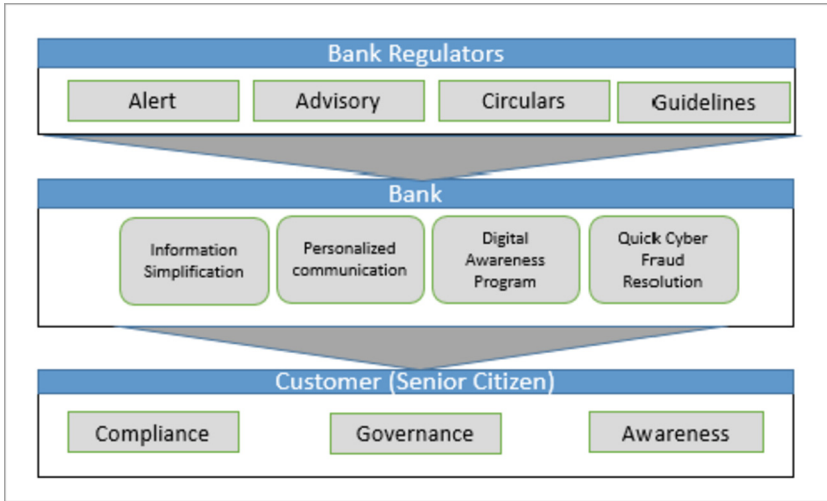 Bank Regulators
Alert
Advisory
Circulars
Guidelines
Bank
Information
Simplification
Personalized
communication
Digital
Awareness
Program
Quick Cyber
Fraud
Resolution
Customer (Senior Citizen)
Compliance
Governance
Awareness